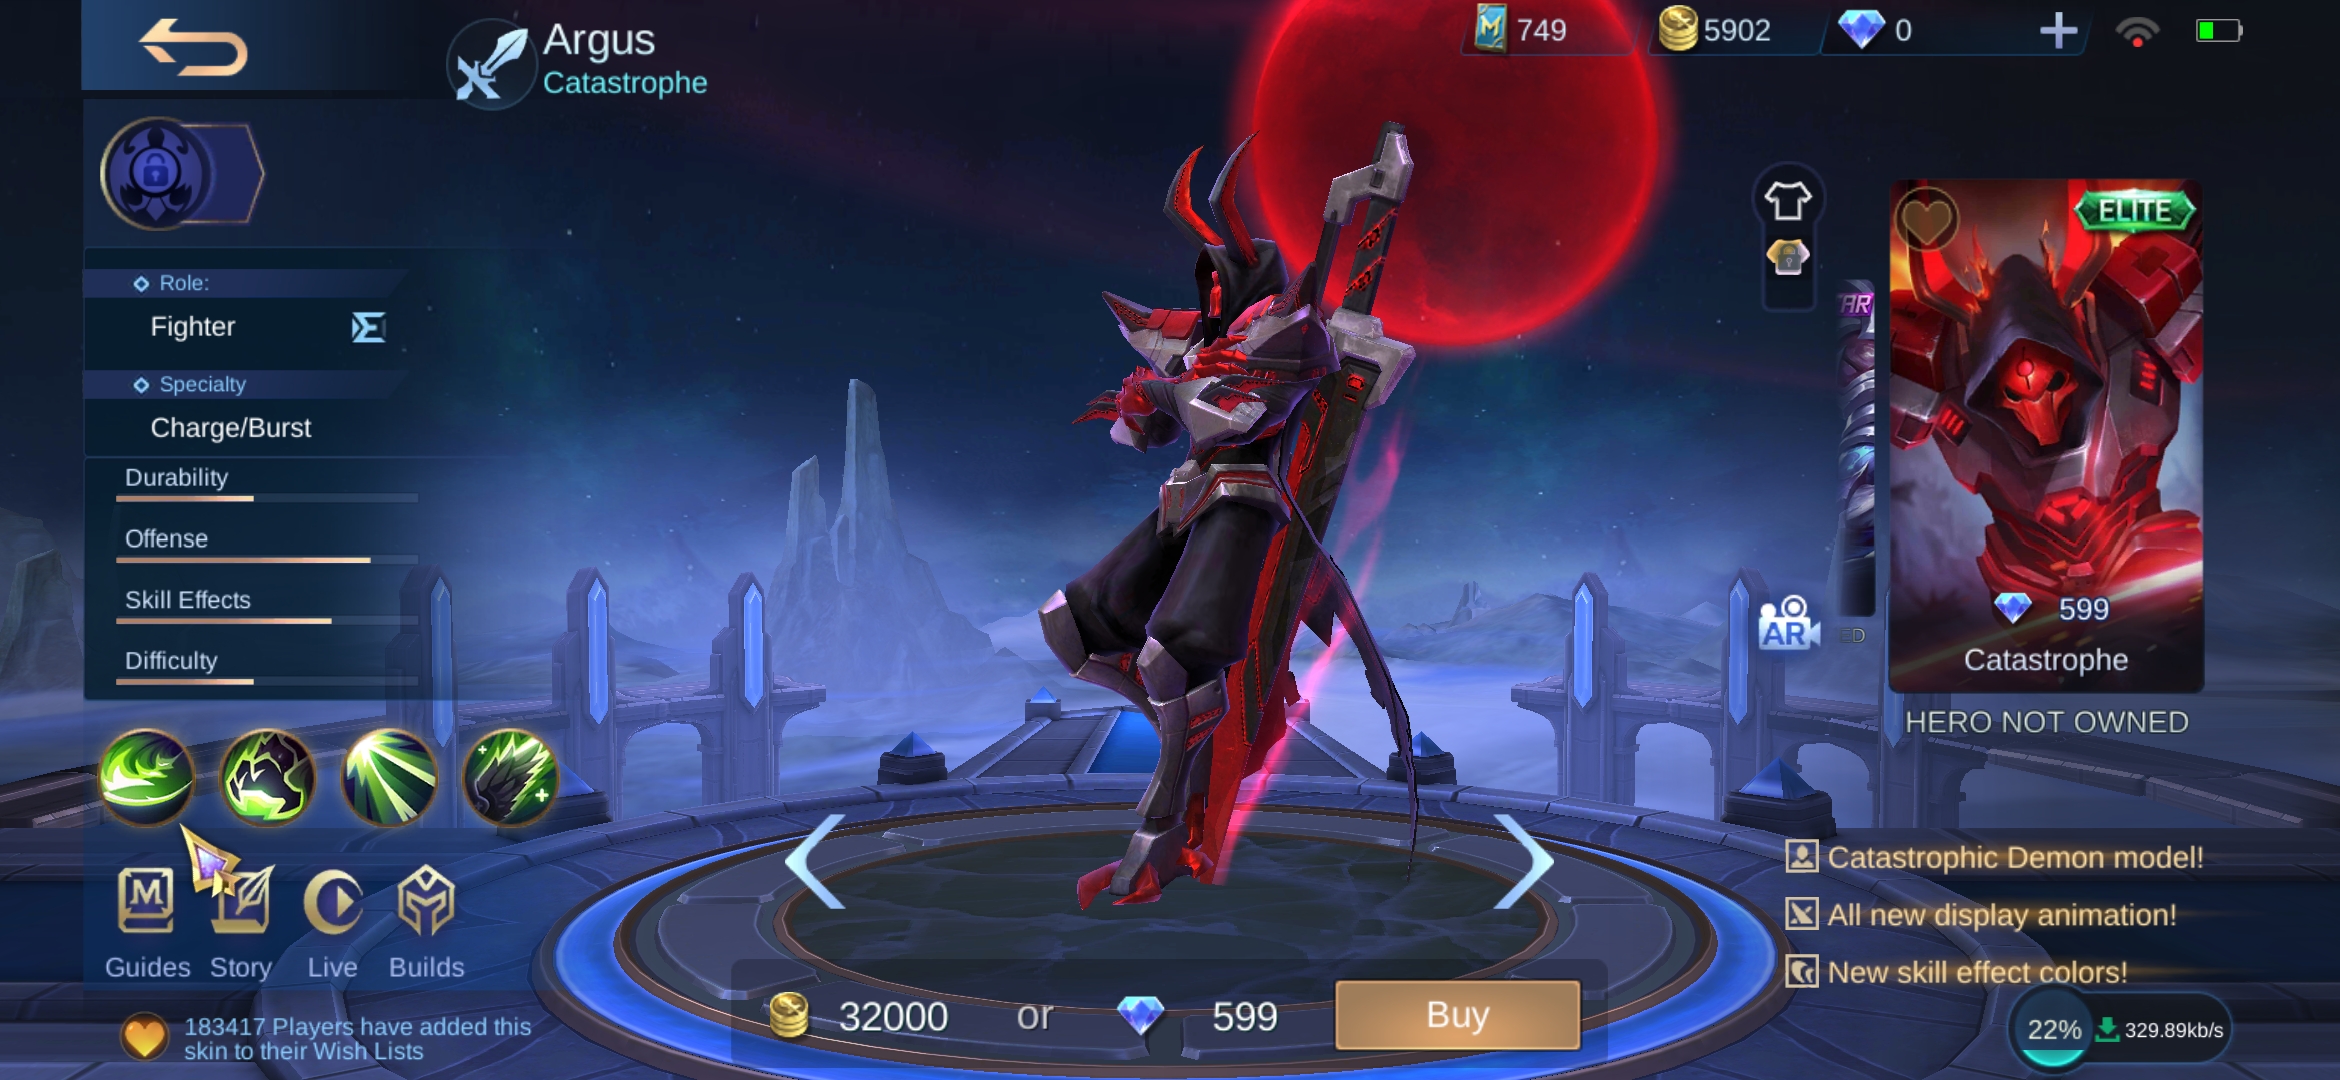 Argus
Catastrophe
749
5902
0
Role:
Fighter
Specialty
Charge/Burst
Durability
Offense
Skill Effects
Difficulty
Guides
Story
Live
Builds
183417 Players have added this
skin to their Wish Lists
32000 or 599
Buy
AR
AR
ED
ELITE
599
Catastrophe
HERO NOT OWNED
Catastrophic Demon model!
All new display animation!
New skill effect colors!
22%
329.89kb/s